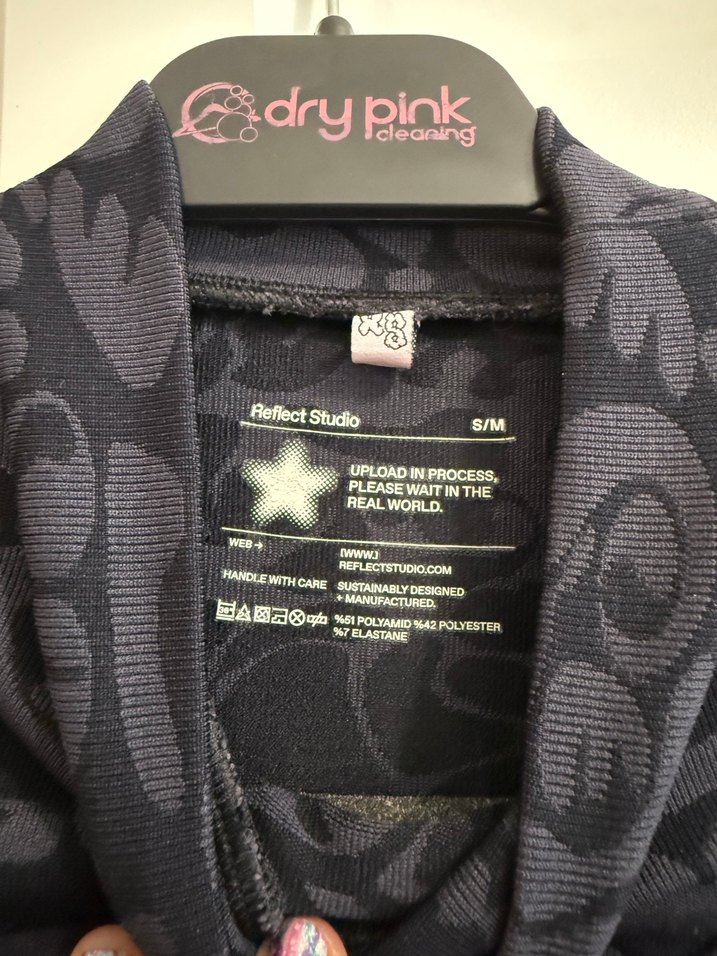 dry pink
cleaning
Reflect Studio S/M
UPLOAD IN PROCESS,
PLEASE WAIT IN THE
REAL WORLD.
WEB→ [WWW.]
REFLECTSTUDIO.COM
HANDLE WITH CARE SUSTAINABLY DESIGNED
+ MANUFACTURED.
30° %51 POLYAMID %42 POLYESTER
%7 ELASTANE